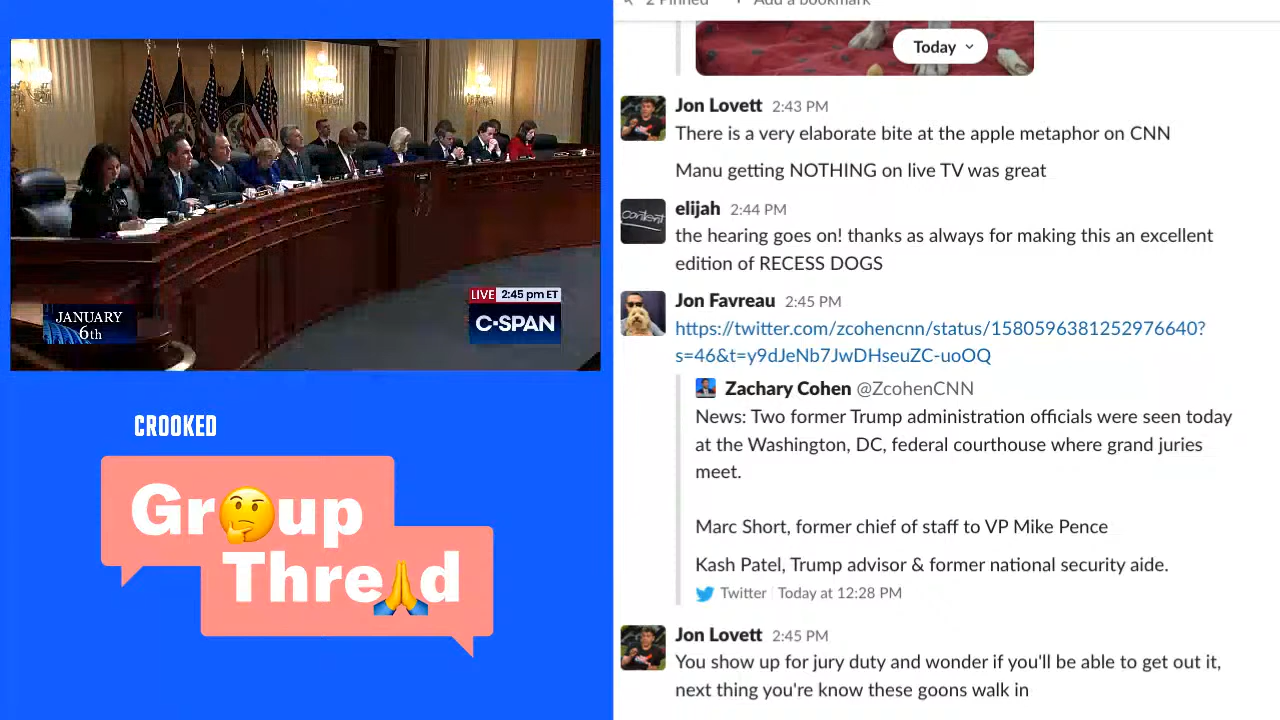 2 Pinned
+ Add a bookmark
Today
Jon Lovett 2:43 PM
There is a very elaborate bite at the apple metaphor on CNN
Manu getting NOTHING on live TV was great
content
elijah 2:44 PM
the hearing goes on! thanks as always for making this an excellent
edition of RECESS DOGS
Jon Favreau 2:45 PM
https://twitter.com/zcohencnn/status/1580596381252976640?
s=46&t=y9dJeNb7JwDHseuZC-uoOQ
Zachary Cohen @ZcohenCNN
News: Two former Trump administration officials were seen today
at the Washington, DC, federal courthouse where grand juries
meet.
Marc Short, former chief of staff to VP Mike Pence
Kash Patel, Trump advisor & former national security aide.
Twitter Today at 12:28 PM
Jon Lovett 2:45 PM
You show up for jury duty and wonder if you'll be able to get out it,
next thing you're know these goons walk in
LIVE 2:45 pm ET
C-SPAN
JANUARY
6th
CROOKED
Gr🤔up
Thre🙏d